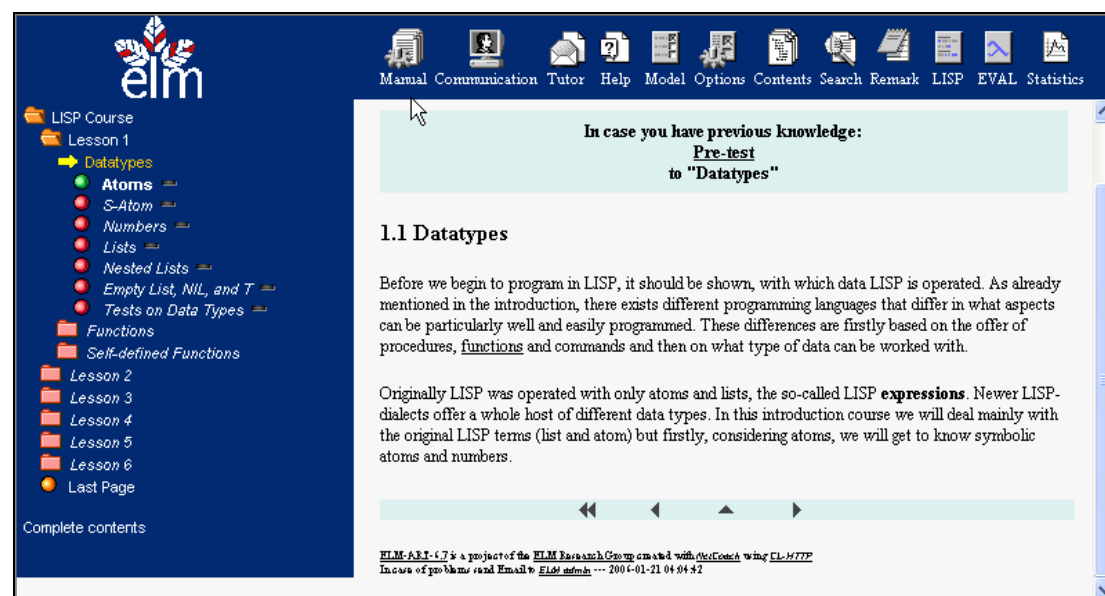 elm
Manual Communication Tutor Help Model Options Contents Search Remark LISP EVAL Statistics
LISP Course
Lesson 1
Datatypes
Atoms
S-Atom
Numbers
Lists
Nested Lists
Empty List, NIL, and T
Tests on Data Types
Functions
Self-defined Functions
Lesson 2
Lesson 3
Lesson 4
Lesson 5
Lesson 6
Last Page
Complete contents
In case you have previous knowledge:
Pre-test
to "Datatypes"
1.1 Datatypes
Before we begin to program in LISP, it should be shown, with which data LISP is operated. As already
mentioned in the introduction, there exists different programming languages that differ in what aspects
can be particularly well and easily programmed. These differences are firstly based on the offer of
procedures, functions and commands and then on what type of data can be worked with.
Originally LISP was operated with only atoms and lists, the so-called LISP expressions. Newer LISP-
dialects offer a whole host of different data types. In this introduction course we will deal mainly with
the original LISP terms (list and atom) but firstly, considering atoms, we will get to know symbolic
atoms and numbers.
ELM-ART-6.7 is a project of the ELM Research Group created with NetCoach using CL-HTTP
In case of problems send Email to ELM admin --- 2006-01-21 04:04:42